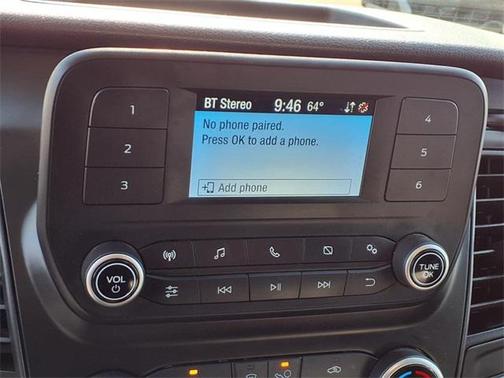 BT Stereo 9:46 64°
No phone paired.
Press OK to add a phone.
Add phone
1
2
3
4
5
6
VOL
TUNE
OK